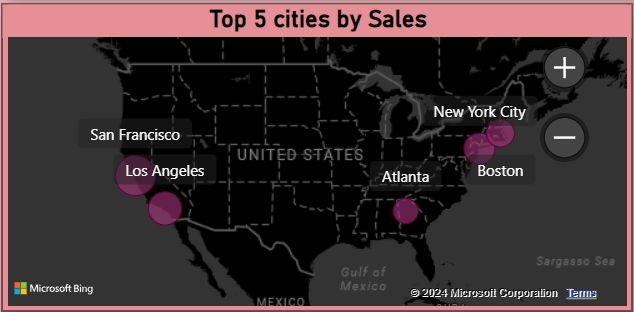 Top 5 cities by Sales
New York City
San Francisco
UNITED STATES
Los Angeles
Atlanta
Boston
Sargasso Sea
Gulf of
Mexico
Microsoft Bing
MEXICO
© 2024 Microsoft Corporation Terms